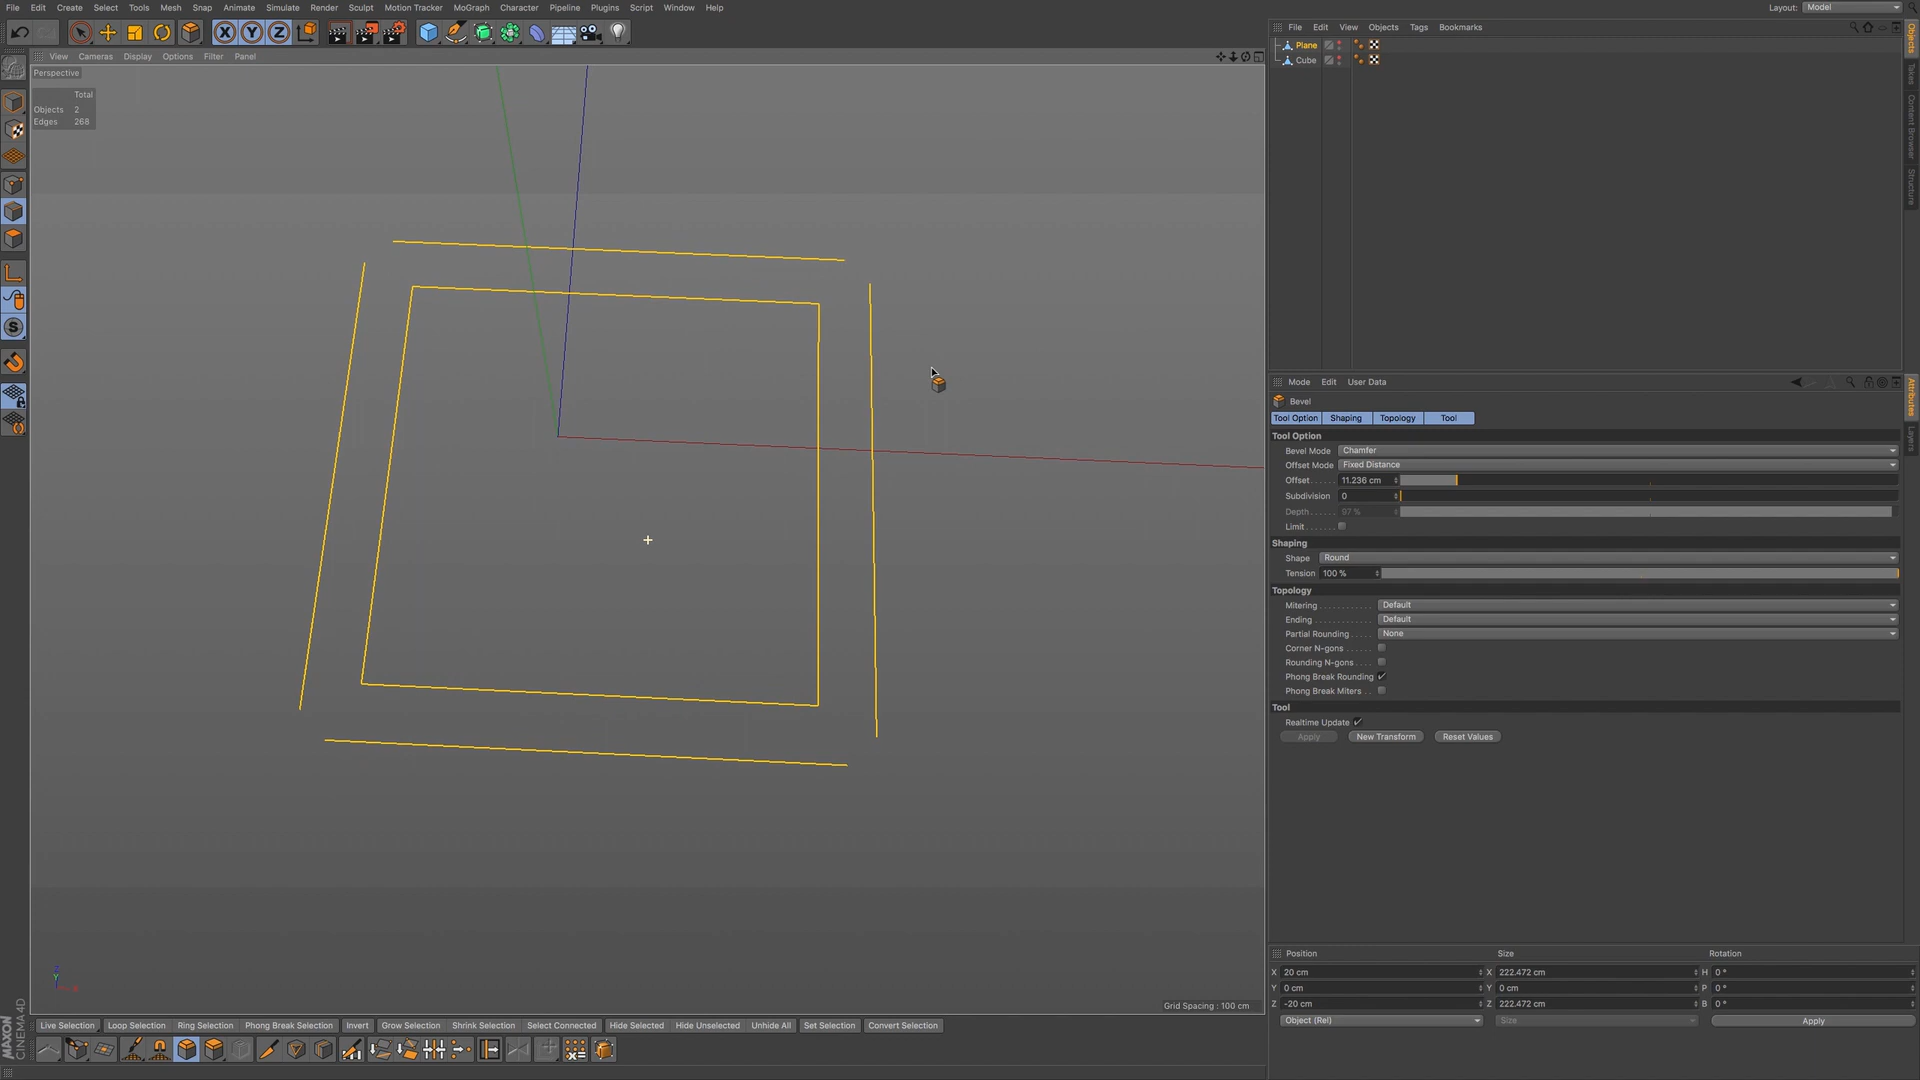 File Edit Create Select Tools Mesh Snap Animate Simulate Render Sculpt Motion Tracker MoGraph Character Pipeline Plugins Script Window Help Layout: Model
File Edit View Objects Tags Bookmarks
View Cameras Display Options Filter Panel
Perspective
Total
Objects 2
Edges 268
Plane
Cube
Objects
Takes
Content Browser
Structure
Mode Edit User Data
Bevel
Tool Option Shaping Topology Tool
Tool Option
Bevel Mode Chamfer
Offset Mode Fixed Distance
Offset . . . . . 11.236 cm
Subdivision 0
Depth . . . . . 97 %
Limit . . . . . .
Shaping
Shape Round
Tension 100 %
Topology
Mitering . . . . . . . . . . . Default
Ending . . . . . . . . . . . . Default
Partial Rounding . . . . . None
Corner N-gons . . . . . .
Rounding N-gons . . . .
Phong Break Rounding
Phong Break Miters . .
Tool
Realtime Update
Apply New Transform Reset Values
Attributes
Layers
Position Size Rotation
X 20 cm X 222.472 cm H 0 °
Y 0 cm Y 0 cm P 0 °
Z -20 cm Z 222.472 cm B 0 °
Object (Rel) Size Apply
Grid Spacing : 100 cm
Live Selection Loop Selection Ring Selection Phong Break Selection Invert Grow Selection Shrink Selection Select Connected Hide Selected Hide Unselected Unhide All Set Selection Convert Selection
MAXON
CINEMA 4D